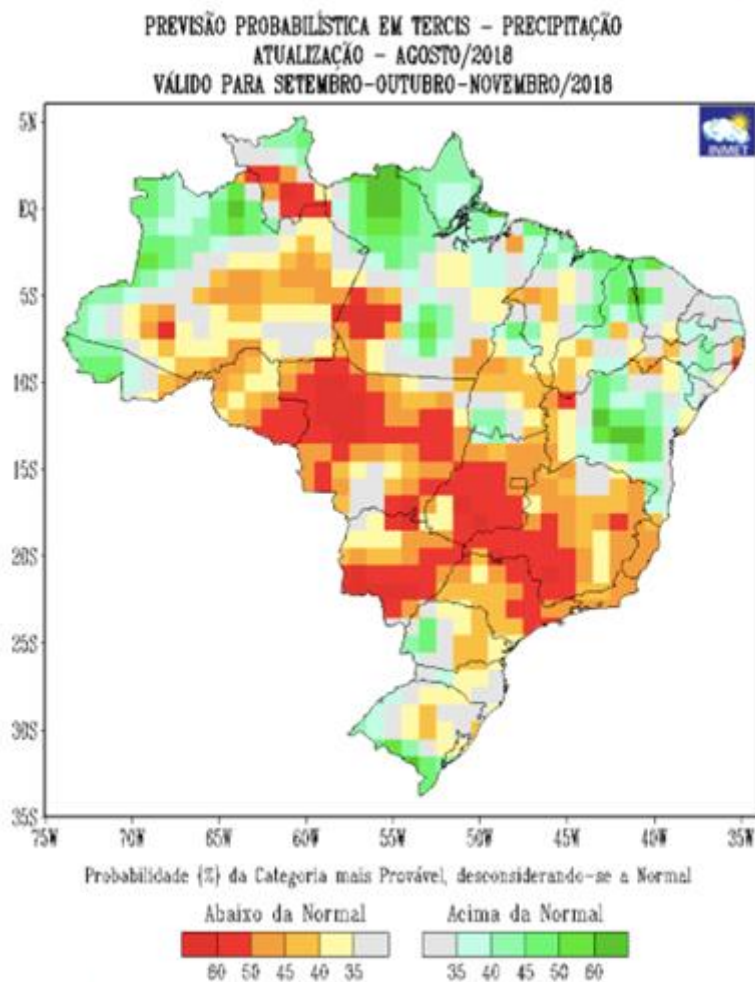 PREVISÃO PROBABILÍSTICA EM TERCIS - PRECIPITAÇÃO
ATUALIZAÇÃO - AGOSTO/2018
VÁLIDO PARA SETEMBRO-OUTUBRO-NOVEMBRO/2018
INMET
5N
EQ
5S
10S
15S
20S
25S
30S
35S
75W 70W 65W 60W 55W 50W 45W 40W 35W
Probabilidade (%) da Categoria mais Provável, desconsiderando-se a Normal
Abaixo da Normal Acima da Normal
60 50 45 40 35 35 40 45 50 60